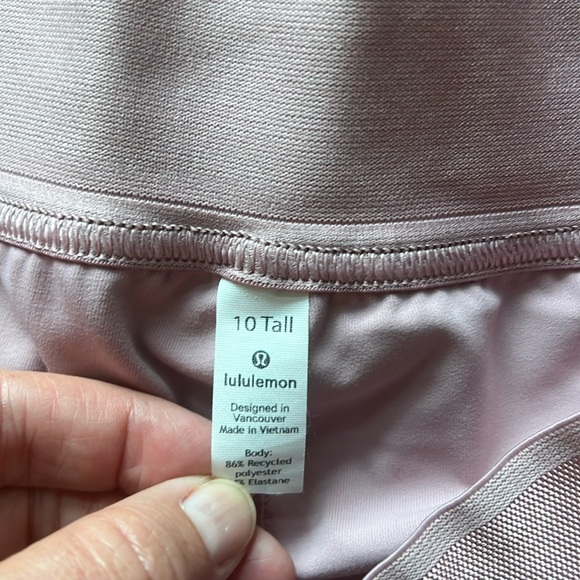 10 Tall
lululemon
Designed in
Vancouver
Made in Vietnam
Body:
86% Recycled
polyester
% Elastane